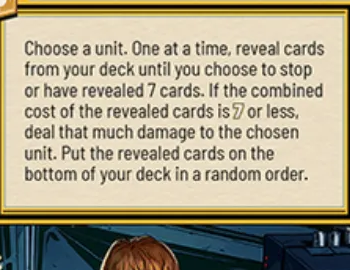 Choose a unit. One at a time, reveal cards
from your deck until you choose to stop
or have revealed 7 cards. If the combined
cost of the revealed cards is 7 or less,
deal that much damage to the chosen
unit. Put the revealed cards on the
bottom of your deck in a random order.